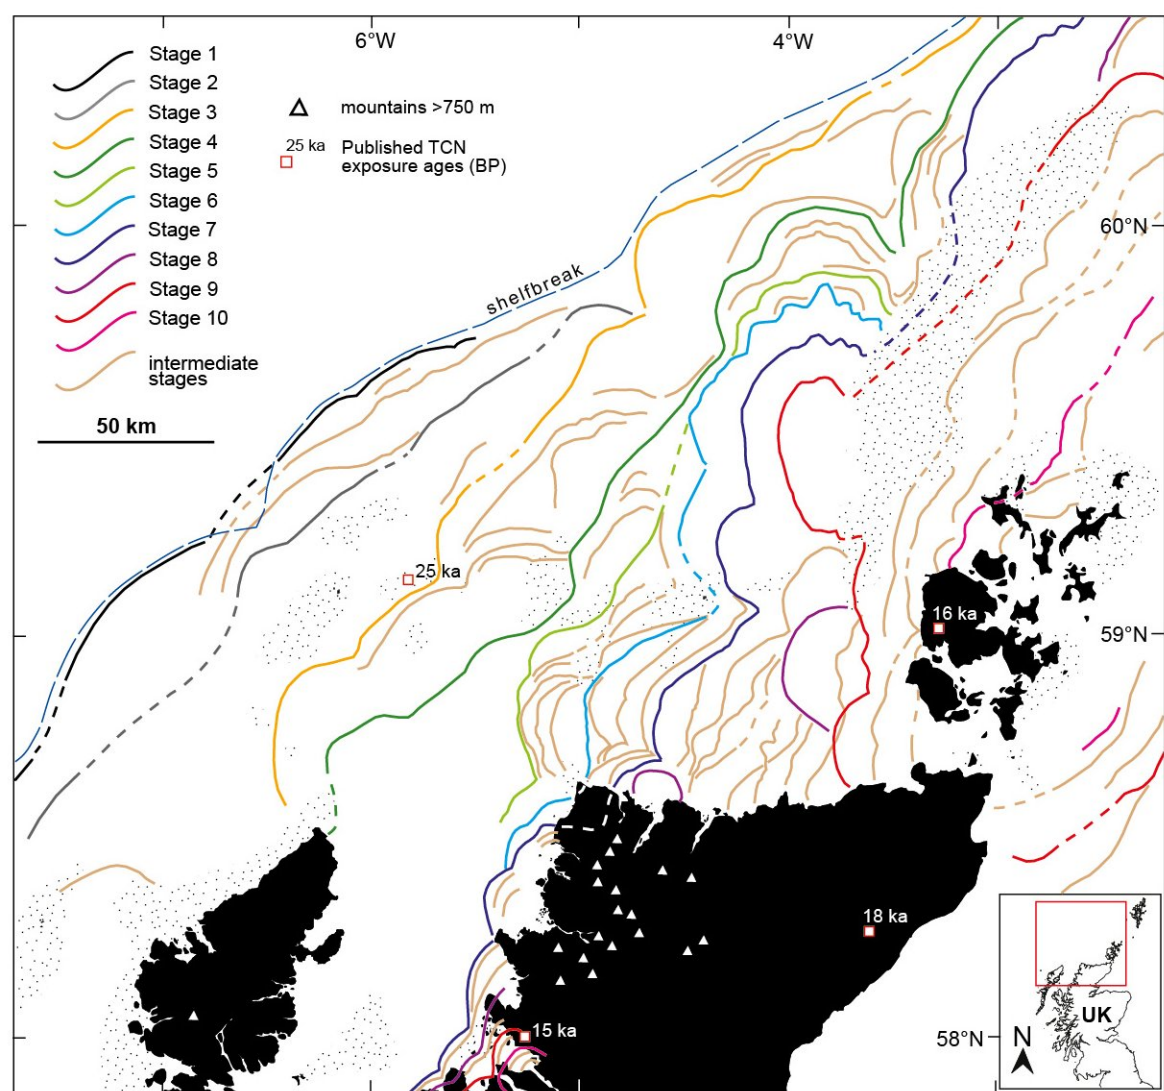 6°W
4°W
Stage 1
Stage 2
Stage 3
Stage 4
Stage 5
Stage 6
Stage 7
Stage 8
Stage 9
Stage 10
intermediate
stages
50 km
mountains >750 m
25 ka
Published TCN
exposure ages (BP)
shelfbreak
60°N
25 ka
16 ka
59°N
18 ka
15 ka
58°N
N
UK